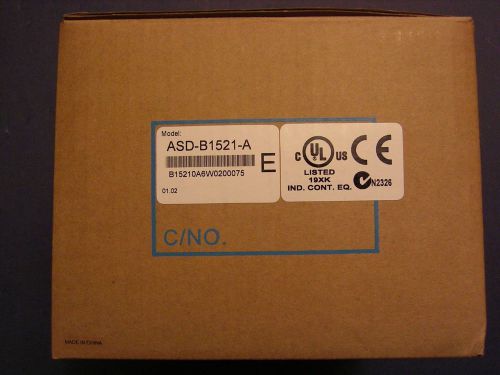 Model:
ASD-B1521-A
B15210A6W0200075
E
01.02
C UL US CE
LISTED
19XK
IND. CONT. EQ.
N2326
C/NO.
MADE IN CHINA